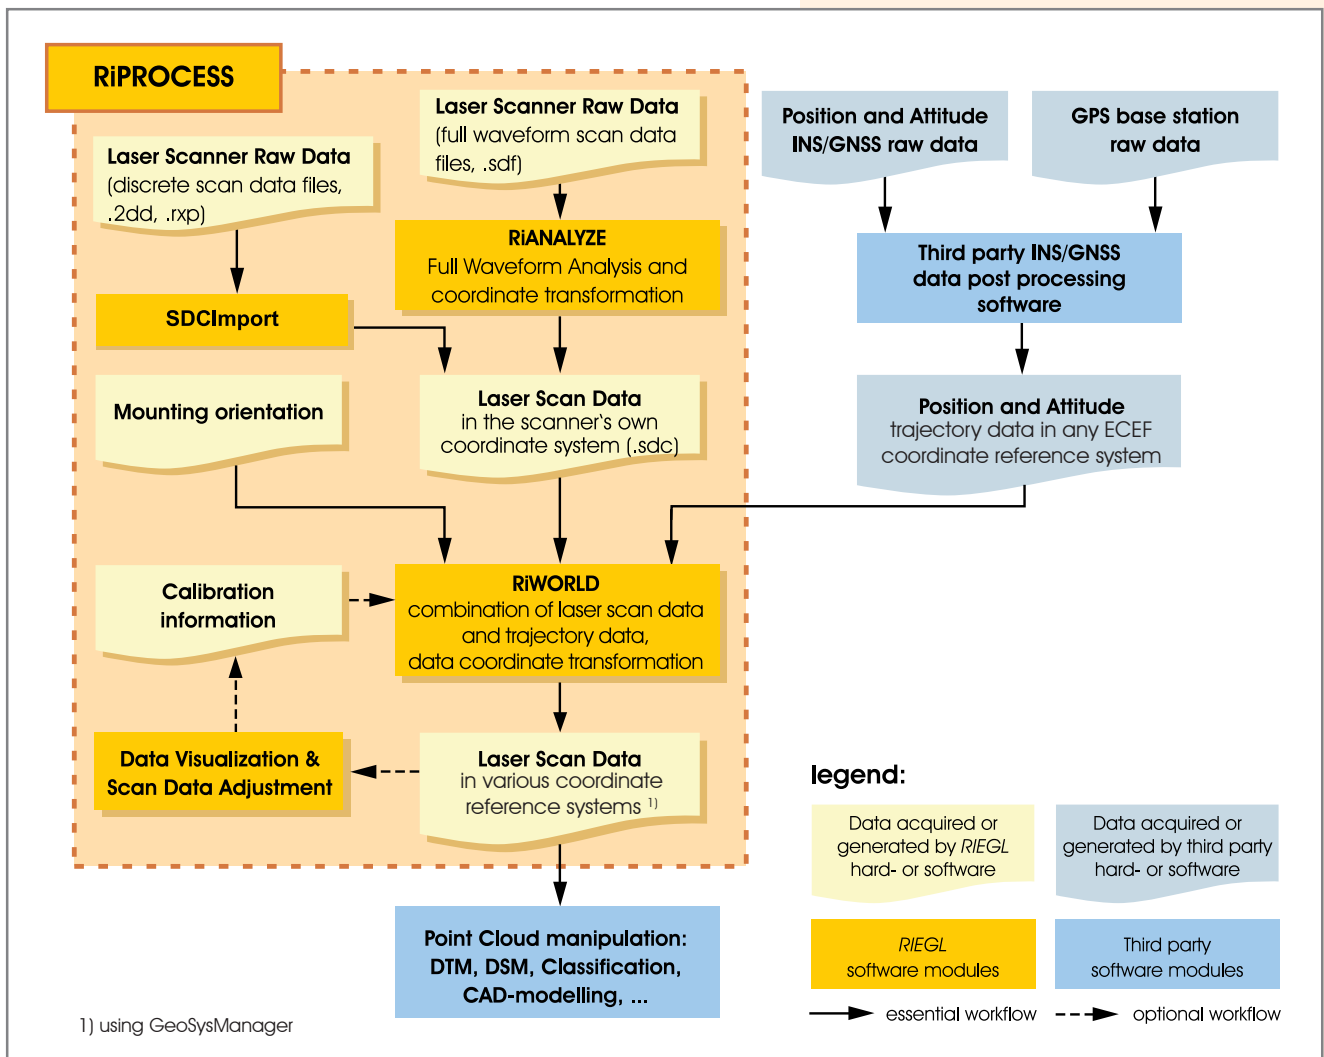 RiPROCESS
Laser Scanner Raw Data
(discrete scan data files,
.2dd, .rxp)
Laser Scanner Raw Data
(full waveform scan data
files, .sdf)
Position and Attitude
INS/GNSS raw data
GPS base station
raw data
RiANALYZE
Full Waveform Analysis and
coordinate transformation
Third party INS/GNSS
data post processing
software
SDCImport
Mounting orientation
Laser Scan Data
in the scanner's own
coordinate system (.sdc)
Position and Attitude
trajectory data in any ECEF
coordinate reference system
Calibration
information
RiWORLD
combination of laser scan data
and trajectory data,
data coordinate transformation
Data Visualization &
Scan Data Adjustment
Laser Scan Data
in various coordinate
reference systems 1)
Point Cloud manipulation:
DTM, DSM, Classification,
CAD-modelling, ...
legend:
Data acquired or
generated by RIEGL
hard- or software
Data acquired or
generated by third party
hard- or software
RIEGL
software modules
Third party
software modules
essential workflow
optional workflow
1) using GeoSysManager